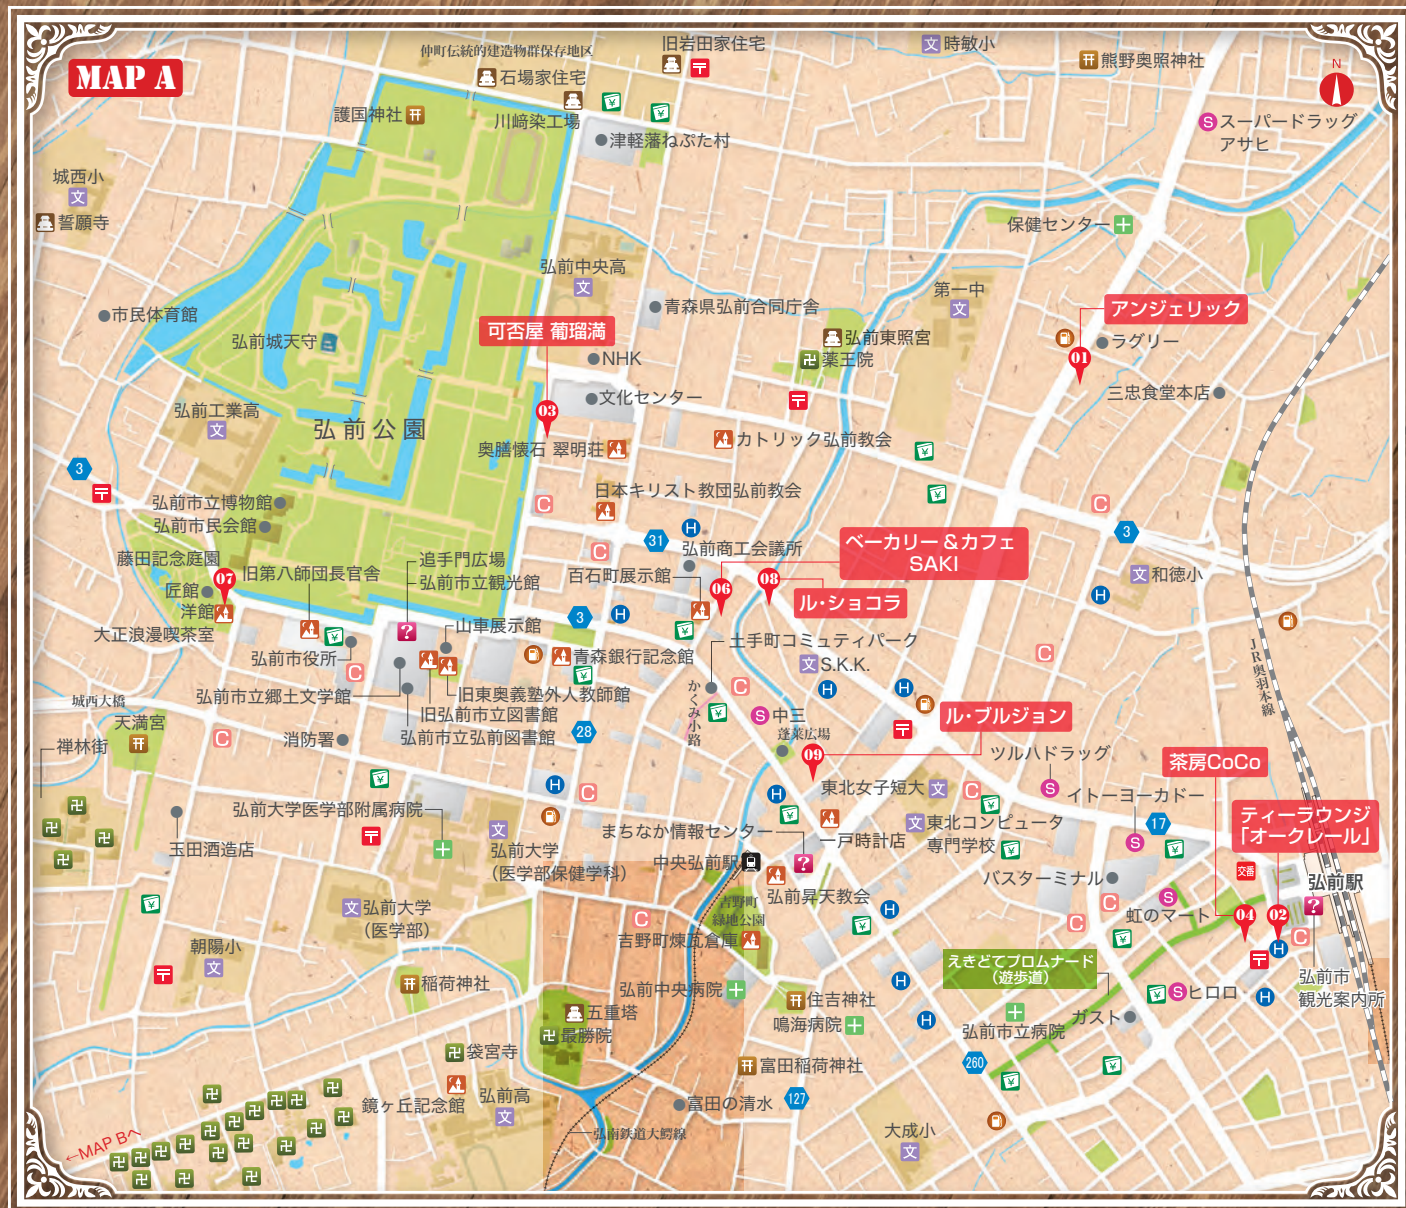 MAP A
N
仲町伝統的建造物群保存地区
旧岩田家住宅
時敏小
熊野奥照神社
石場家住宅
護国神社
川﨑染工場
津軽藩ねぷた村
スーパードラッグ
アサヒ
城西小
誓願寺
保健センター
弘前中央高
第一中
青森県弘前合同庁舎
アンジェリック
市民体育館
可否屋 葡瑠満
弘前城天守
弘前東照宮
薬王院
ラグリー
01
NHK
三忠食堂本店
文化センター
03
弘前工業高
弘前公園
奥膳懐石 翠明荘
カトリック弘前教会
3
日本キリスト教団弘前教会
弘前市立博物館
弘前市民会館
31
3
弘前商工会議所
ベーカリー&カフェ
SAKI
藤田記念庭園
追手門広場
弘前市立観光館
旧第八師団長官舎
百石町展示館
和徳小
07
06
08
匠館
洋館
大正浪漫喫茶室
ル・ショコラ
3
山車展示館
土手町コミュティパーク
弘前市役所
青森銀行記念館
S.K.K.
JR奥羽本線
弘前市立郷土文学館
旧東奥義塾外人教師館
旧弘前市立図書館
弘前市立弘前図書館
かくみ小路
城西大橋
天満宮
禅林街
消防署
28
中三
蓬莱広場
ル・ブルジョン
09
ツルハドラッグ
茶房CoCo
東北女子短大
イトーヨーカドー
17
ティーラウンジ
「オークレール」
弘前大学医学部附属病院
玉田酒造店
弘前大学
(医学部保健学科)
まちなか情報センター
一戸時計店
東北コンピュータ
専門学校
中央弘前駅
弘前昇天教会
バスターミナル
交番
弘前駅
虹のマート
04
02
弘前大学
(医学部)
吉野町
緑地公園
吉野町煉瓦倉庫
朝陽小
えきどてプロムナード
(遊歩道)
弘前市
観光案内所
稲荷神社
弘前中央病院
住吉神社
鳴海病院
ヒロロ
五重塔
最勝院
弘前市立病院
ガスト
袋宮寺
260
富田稲荷神社
鏡ヶ丘記念館
弘前高
富田の清水
127
弘南鉄道大鰐線
大成小
←MAP Bへ